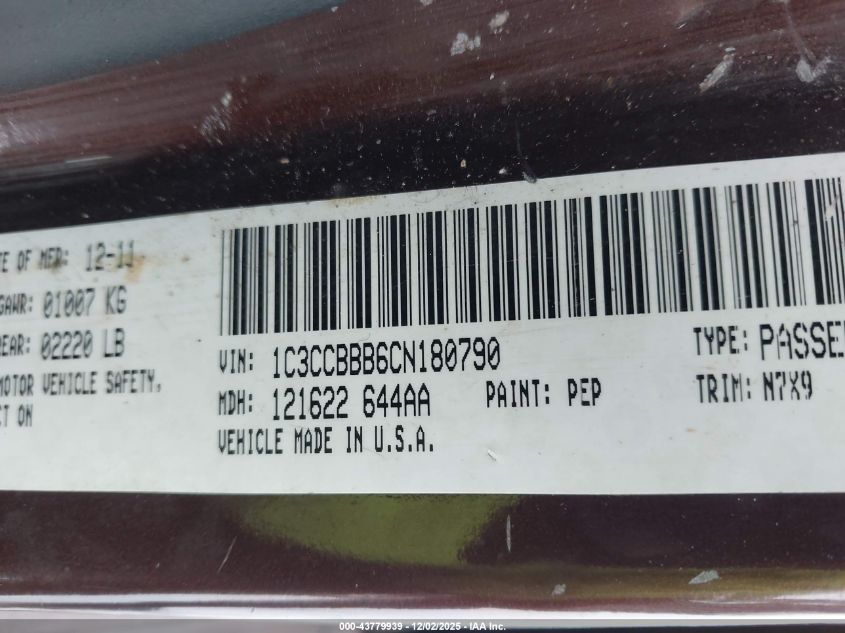 TE OF MFR: 12-11
GAWR: 01007 KG
REAR: 02220 LB
MOTOR VEHICLE SAFETY,
CT ON
VIN: 1C3CCBBB6CN180790
MDH: 121622 644AA PAINT: PEP
VEHICLE MADE IN U.S.A.
TYPE: PASSE
TRIM: N7X9
000-43779939 - 12/02/2025 - IAA Inc.